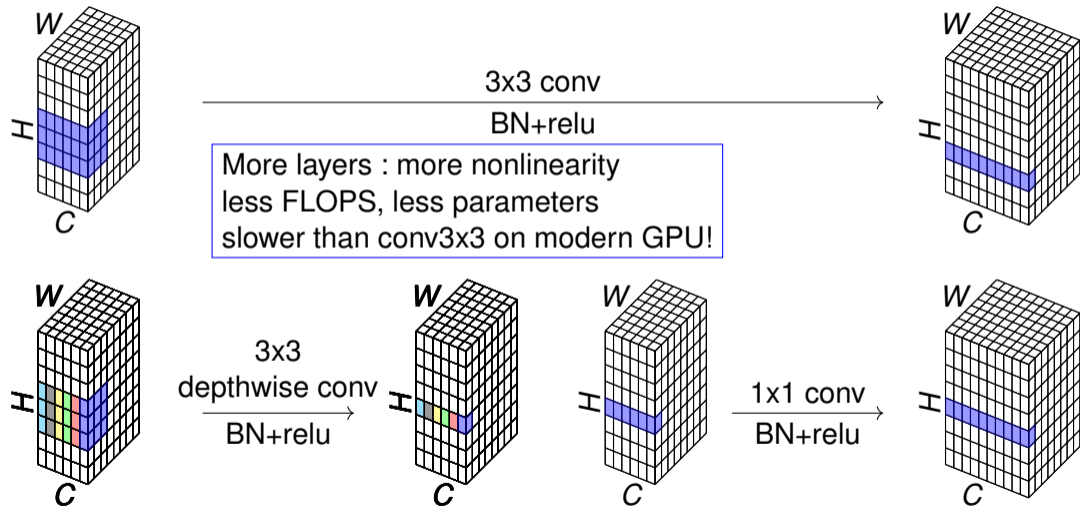 W
H
C
3x3 conv
BN+relu
W
H
C
More layers : more nonlinearity
less FLOPS, less parameters
slower than conv3x3 on modern GPU!
W
H
C
3x3
depthwise conv
BN+relu
W
H
C
W
H
C
1x1 conv
BN+relu
W
H
C